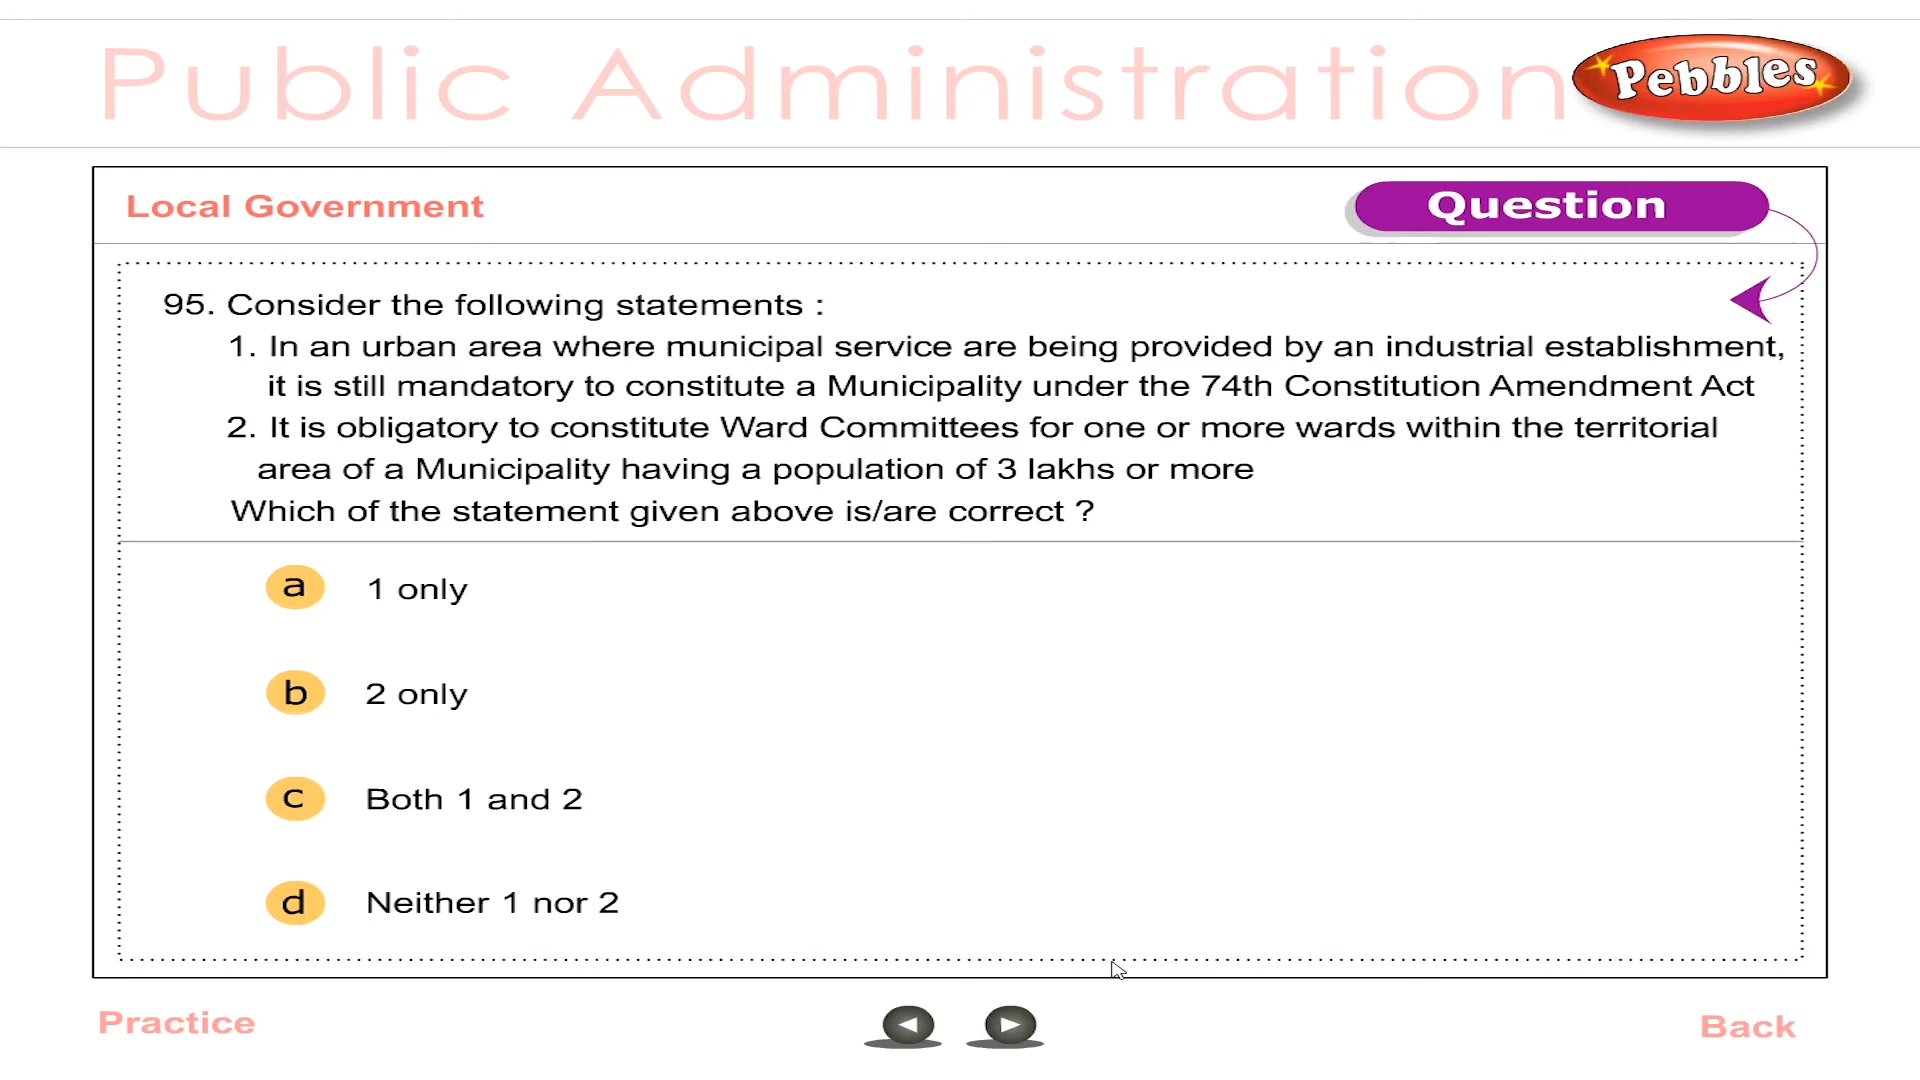 Public Administration
Pebbles
Local Government
Question
95. Consider the following statements :
1. In an urban area where municipal service are being provided by an industrial establishment,
it is still mandatory to constitute a Municipality under the 74th Constitution Amendment Act
2. It is obligatory to constitute Ward Committees for one or more wards within the territorial
area of a Municipality having a population of 3 lakhs or more
Which of the statement given above is/are correct ?
a 1 only
b 2 only
c Both 1 and 2
d Neither 1 nor 2
Practice
Back